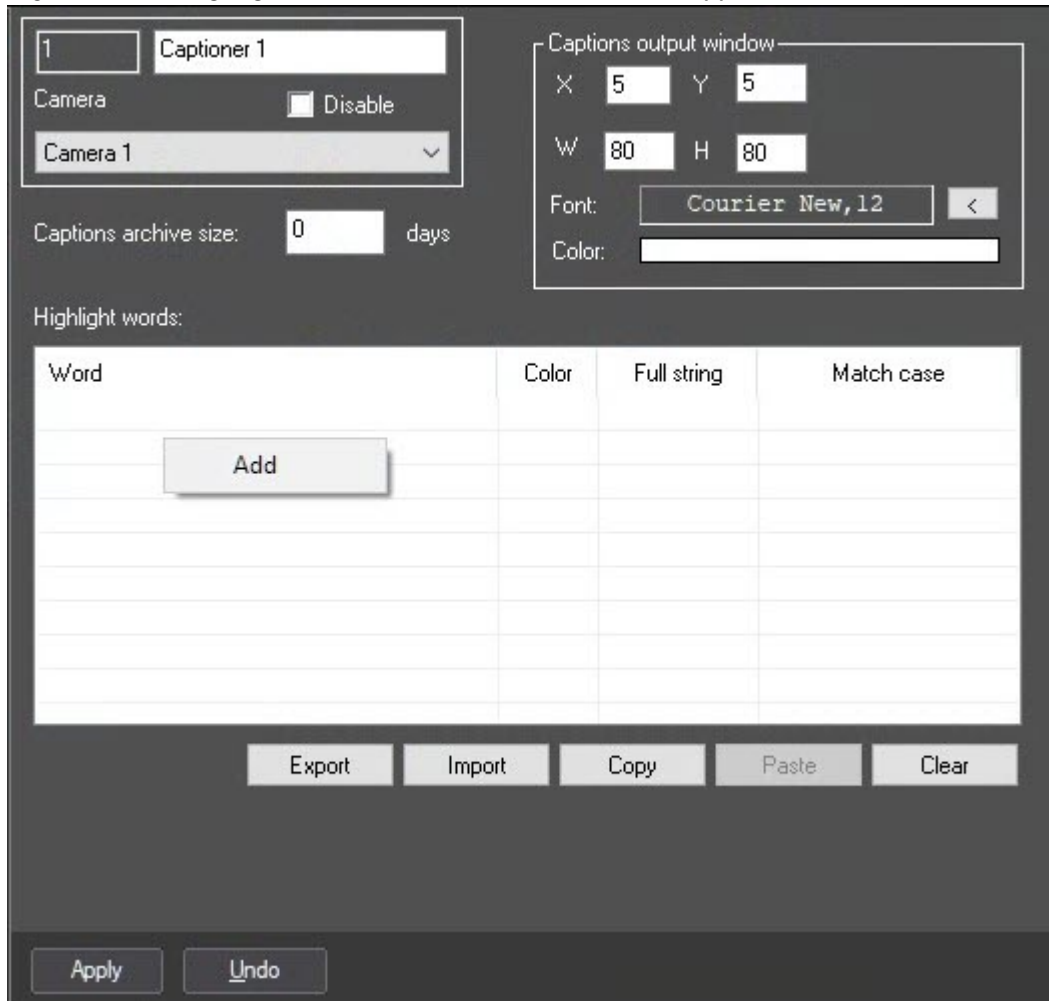 1 Captioner 1
Camera Disable
Camera 1
Captions archive size: 0 days
Captions output window
X 5 Y 5
W 80 H 80
Font: Courier New,12 <
Color:
Highlight words:
Word Color Full string Match case
Add
Export Import Copy Paste Clear
Apply Undo